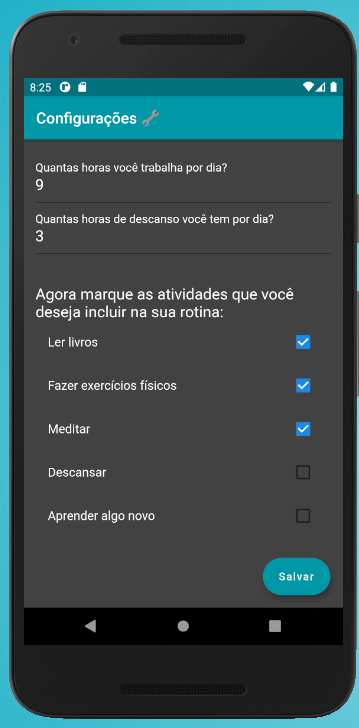 8:25
Configurações
Quantas horas você trabalha por dia?
9
Quantas horas de descanso você tem por dia?
3
Agora marque as atividades que você
deseja incluir na sua rotina:
Ler livros
Fazer exercícios físicos
Meditar
Descansar
Aprender algo novo
Salvar